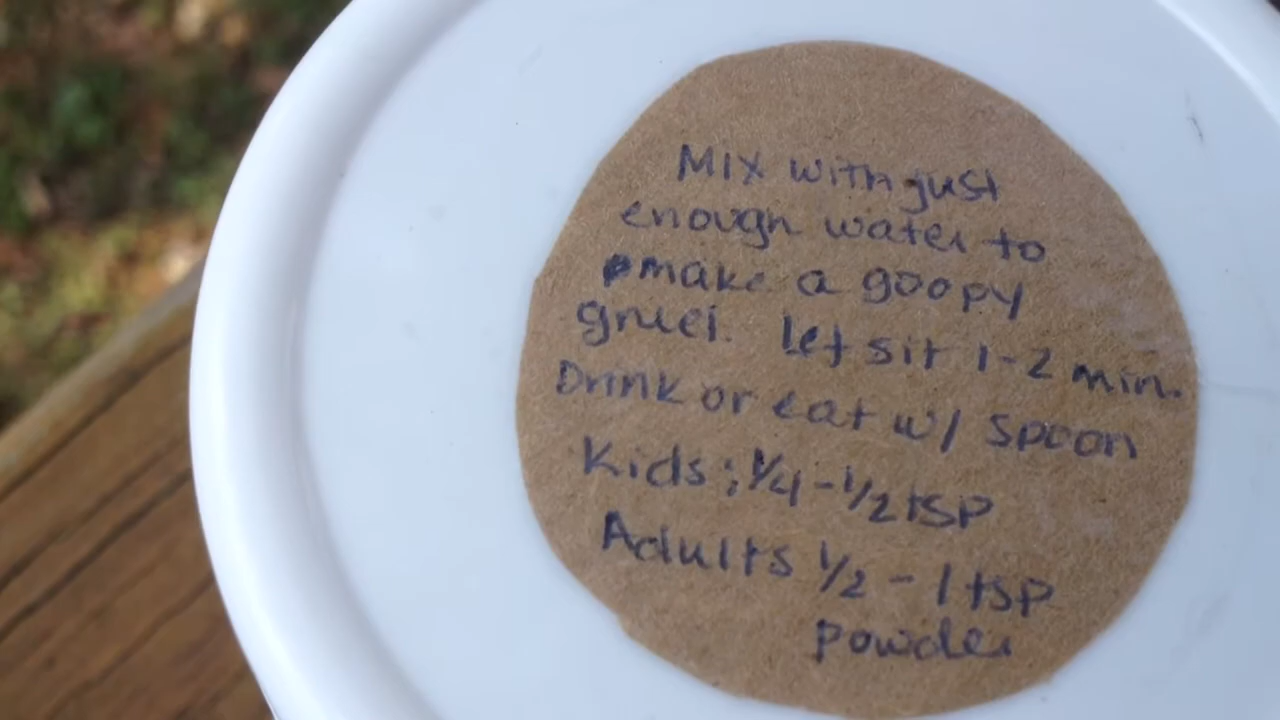 Mix with just
enough water to
make a goopy
gruel. Let sit 1-2 min.
Drink or eat w/ spoon
Kids; 1/4-1/2 tsp
Adults 1/2 - 1 tsp
powder